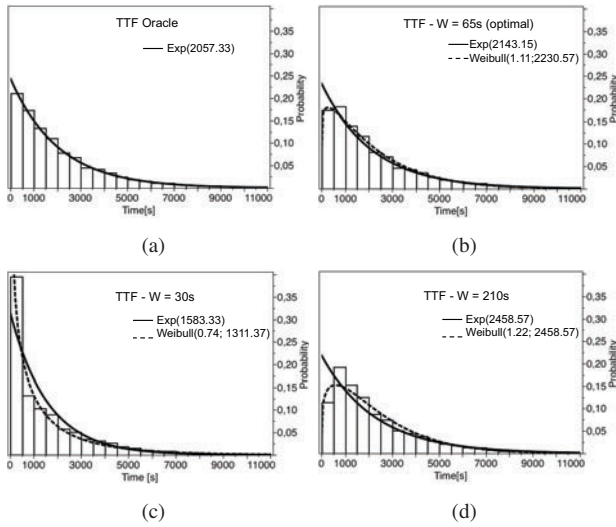 TTF Oracle
Exp(2057.33)
0,35
0,30
0,25
0,20
0,15
0,10
0,05
Probability
0 1000 3000 5000 7000 9000 11000
Time[s]
(a)
TTF - W = 65s (optimal)
Exp(2143.15)
Weibull(1.11;2230.57)
0,35
0,30
0,25
0,20
0,15
0,10
0,05
Probability
0 1000 3000 5000 7000 9000 11000
Time[s]
(b)
TTF - W = 30s
Exp(1583.33)
Weibull(0.74; 1311.37)
0,35
0,30
0,25
0,20
0,15
0,10
0,05
Probability
0 1000 3000 5000 7000 9000 11000
Time [s]
(c)
TTF - W = 210s
Exp(2458.57)
Weibull(1.22; 2458.57)
0,35
0,30
0,25
0,20
0,15
0,10
0,05
Probability
0 1000 3000 5000 7000 9000 11000
Time[s]
(d)